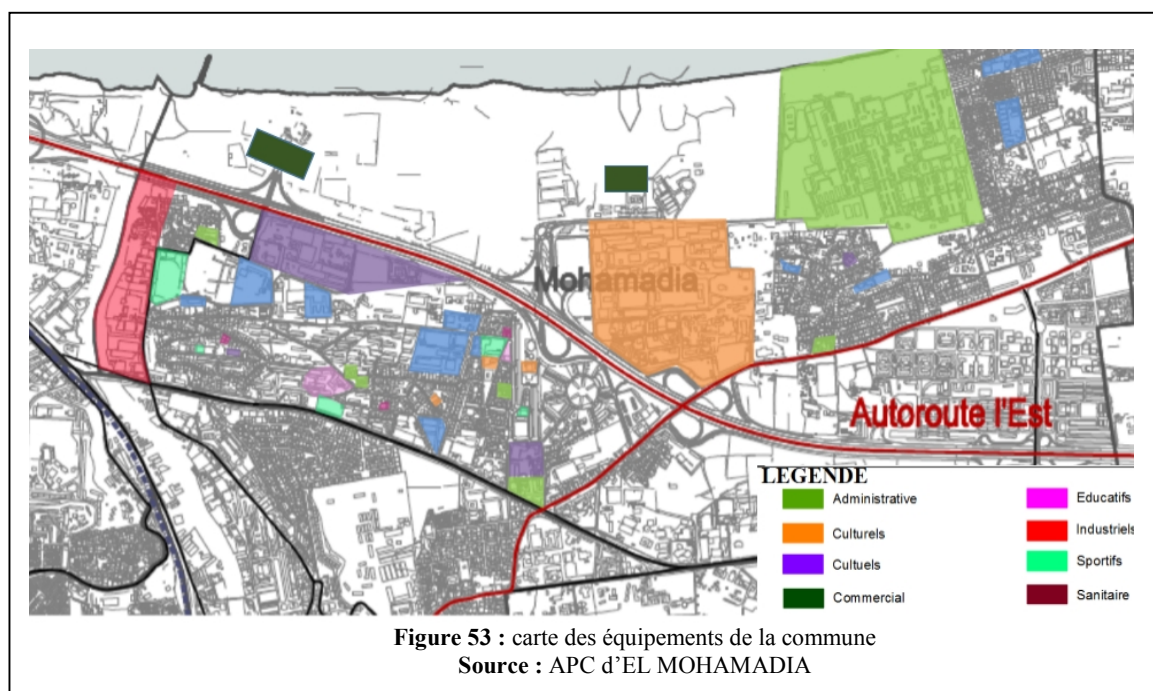 Mohamadia
Autoroute l'Est
LEGENDE
Administrative
Culturels
Cultuels
Commercial
Educatifs
Industriels
Sportifs
Sanitaire
Figure 53 : carte des équipements de la commune
Source : APC d'EL MOHAMADIA